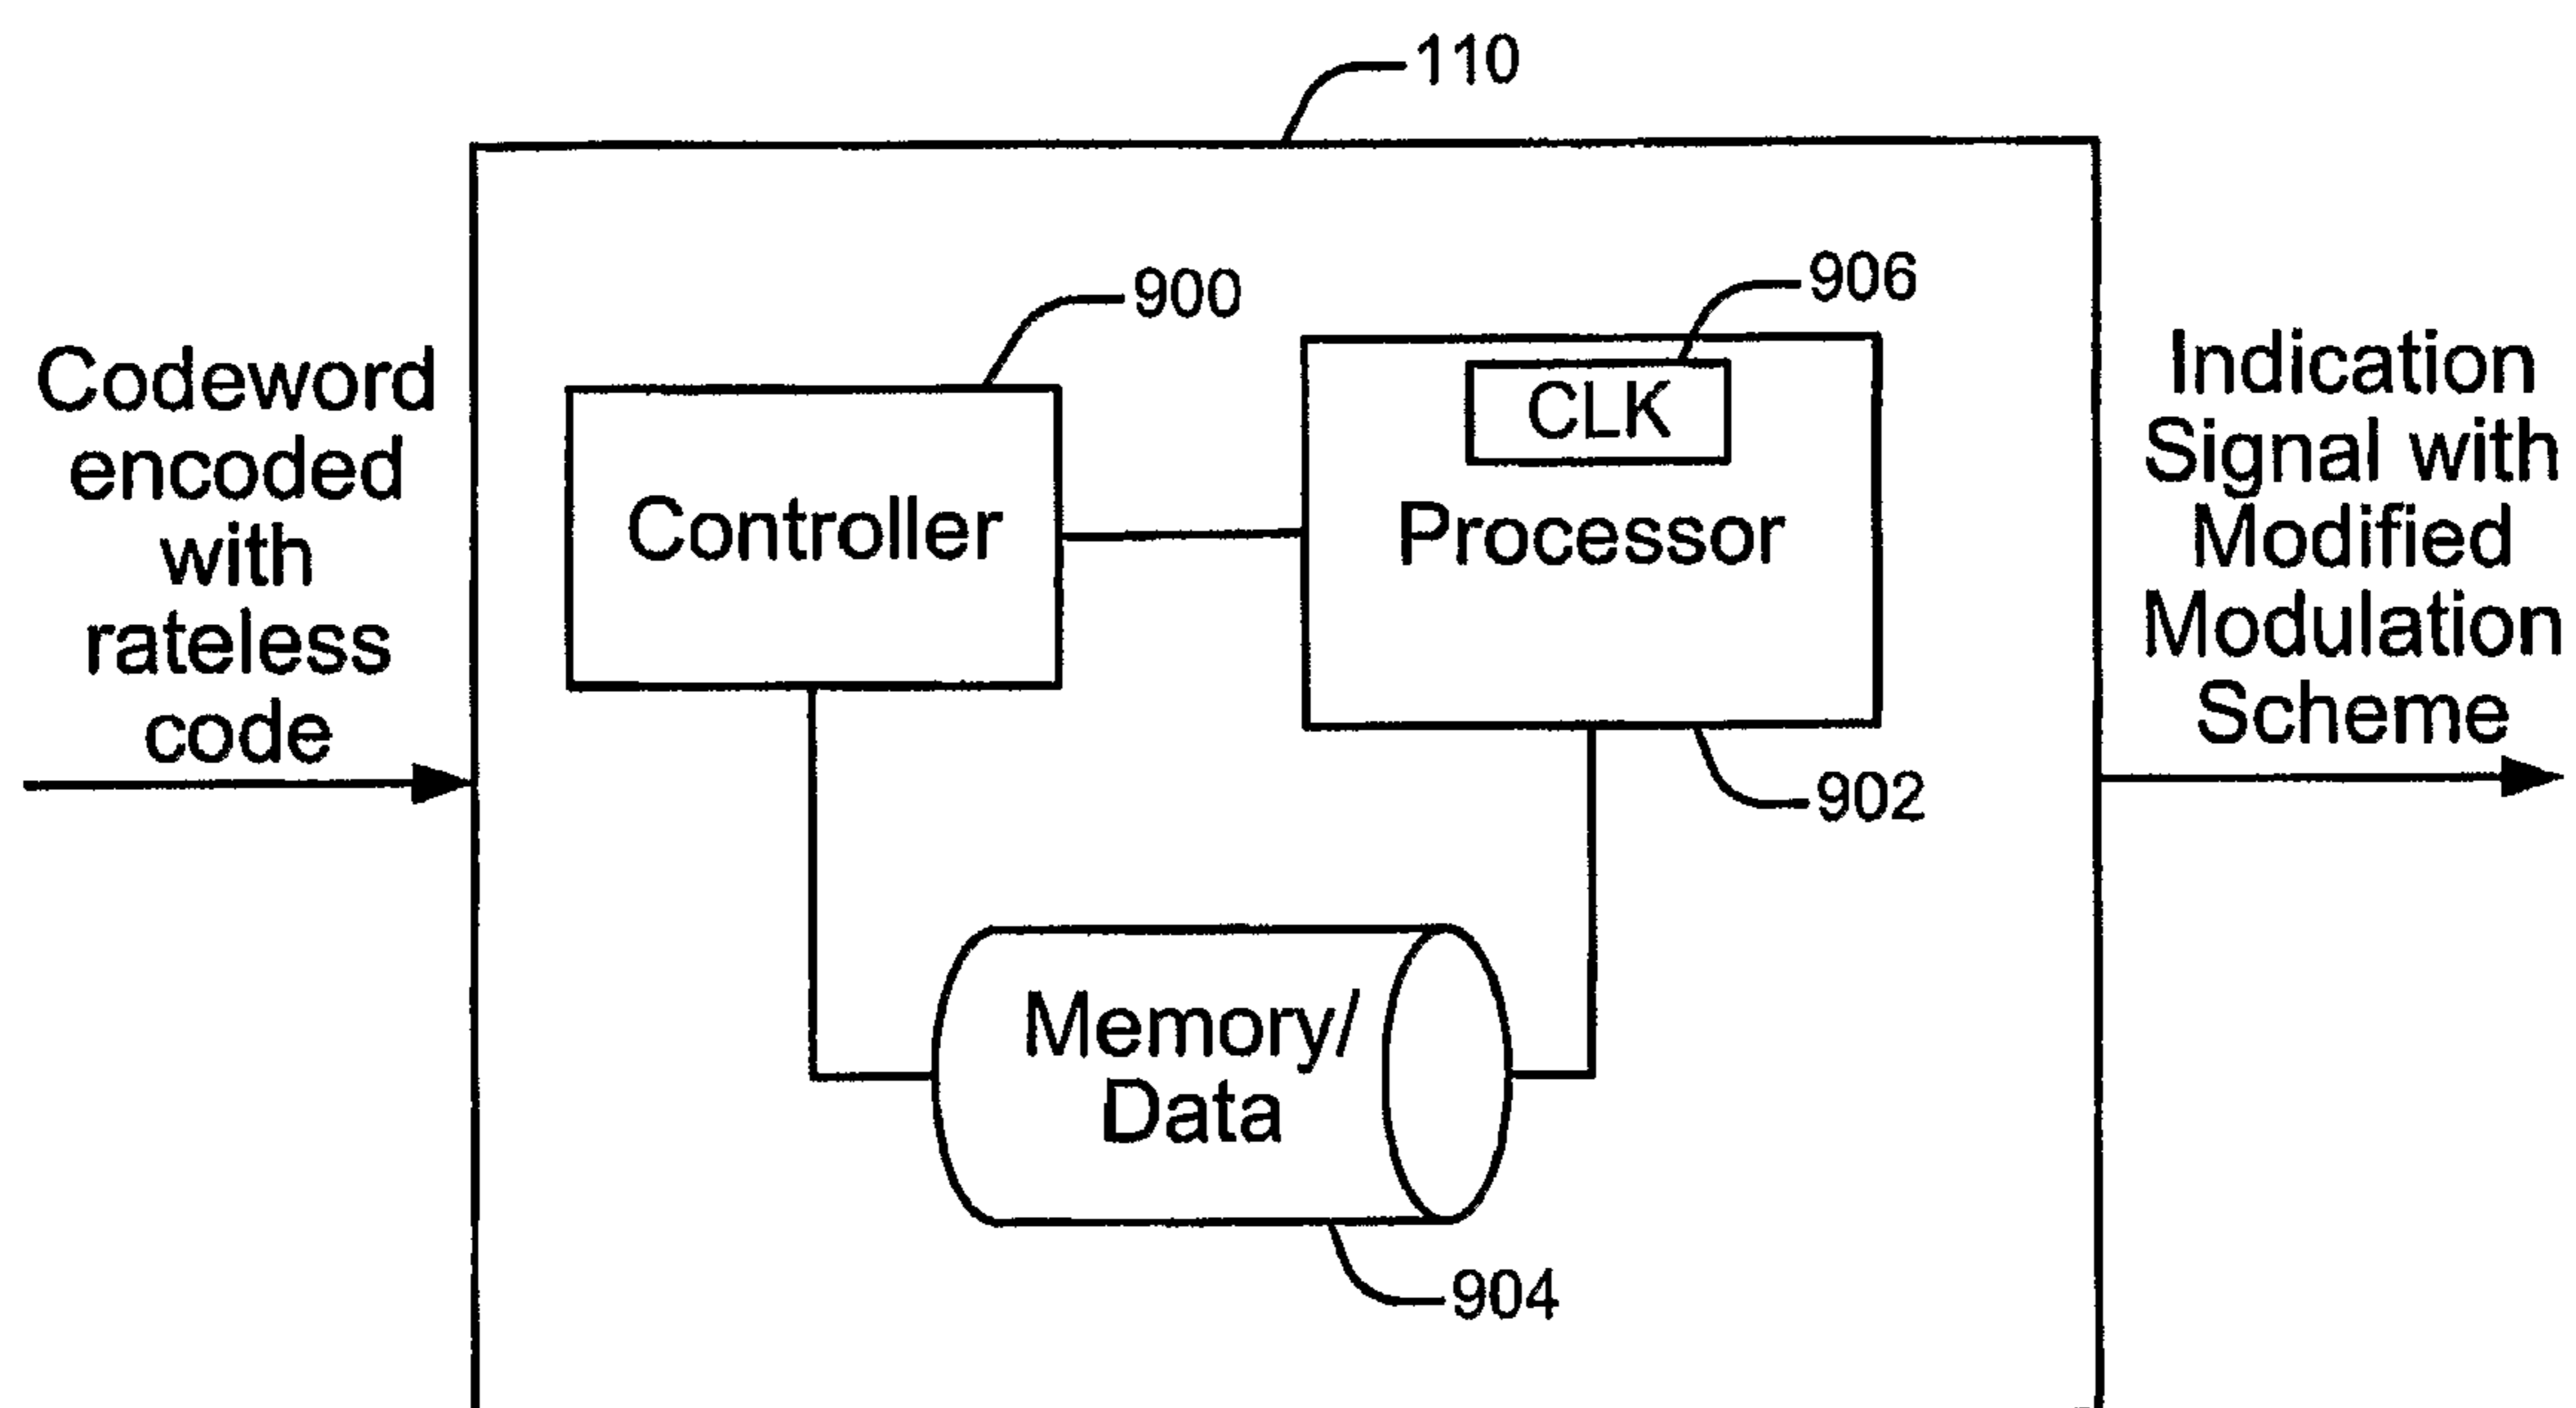 110
900
906
Codeword
encoded
with
rateless
code
Controller
CLK
Processor
Indication
Signal with
Modified
Modulation
Scheme
902
Memory/
Data
904